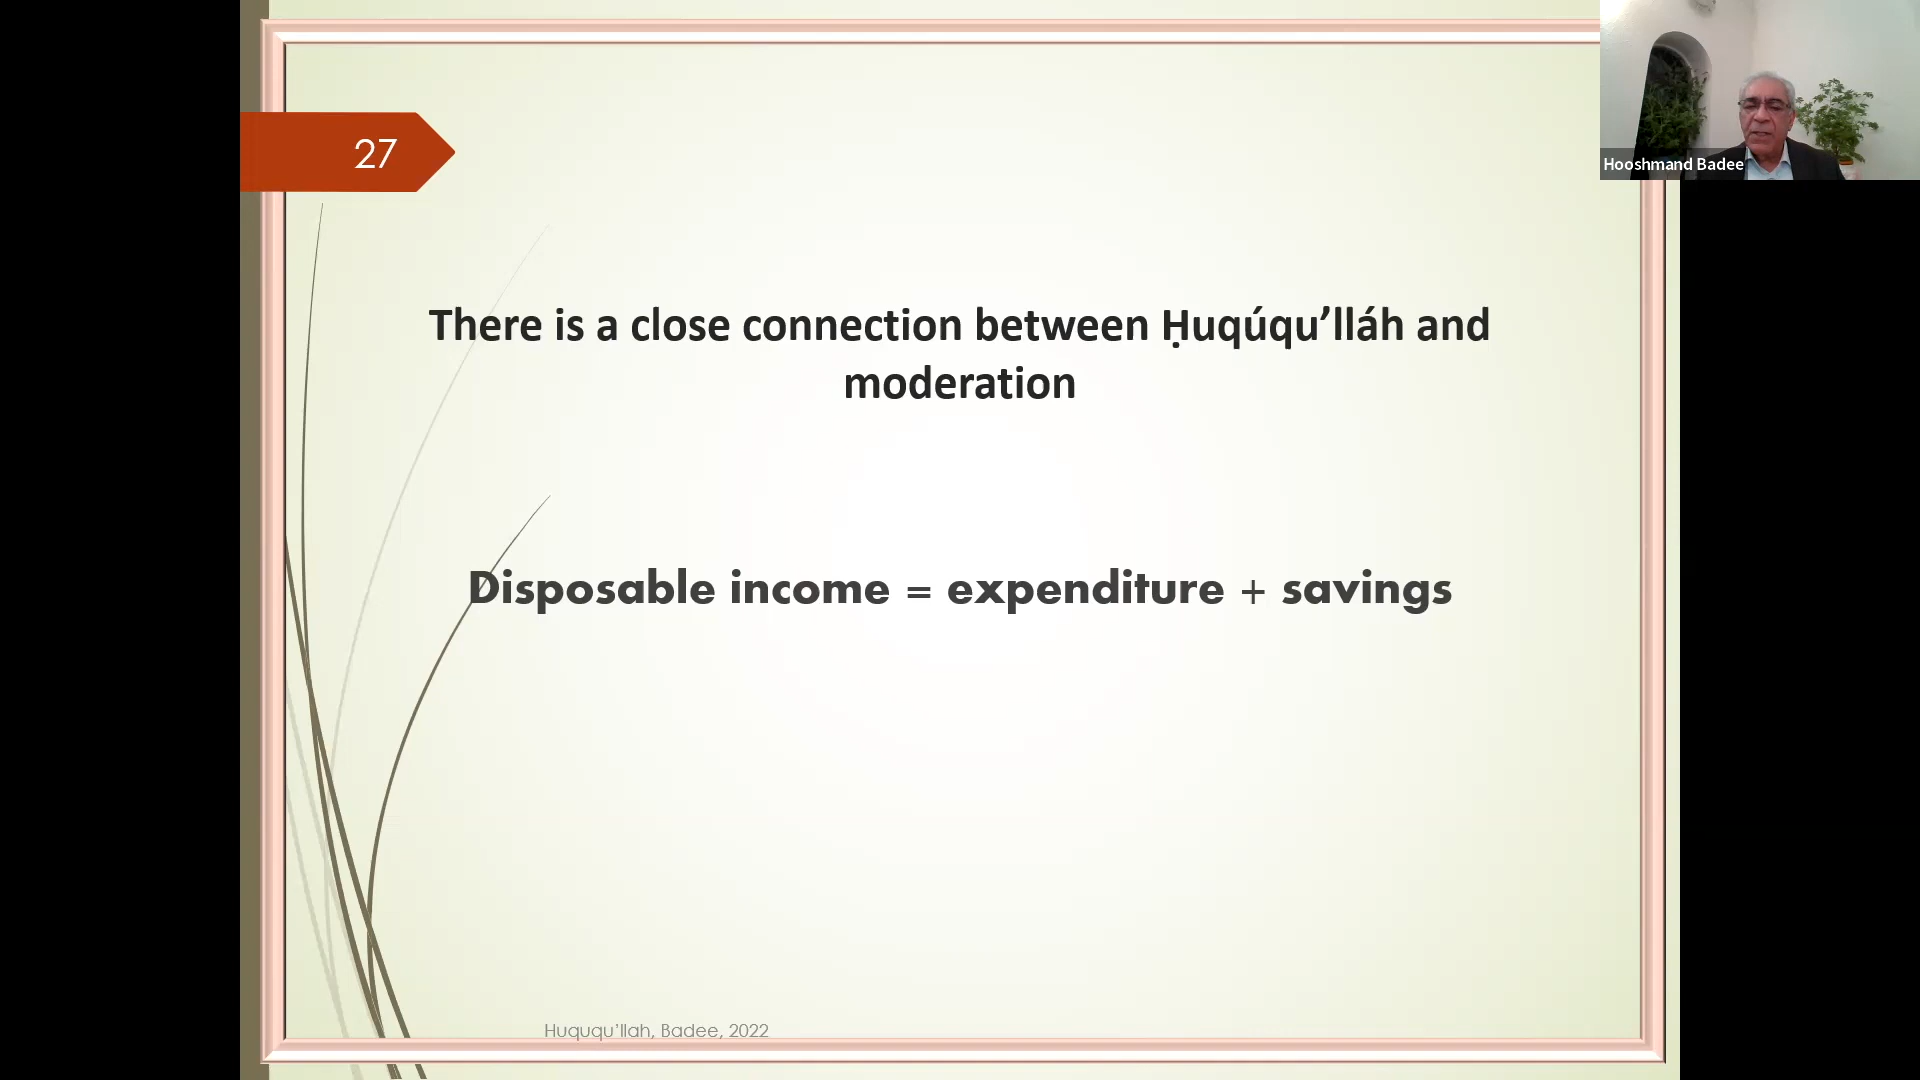 27
There is a close connection between Ḥuqúqu’lláh and
moderation
Disposable income = expenditure + savings
Huququ’llah, Badee, 2022
Hooshmand Badee